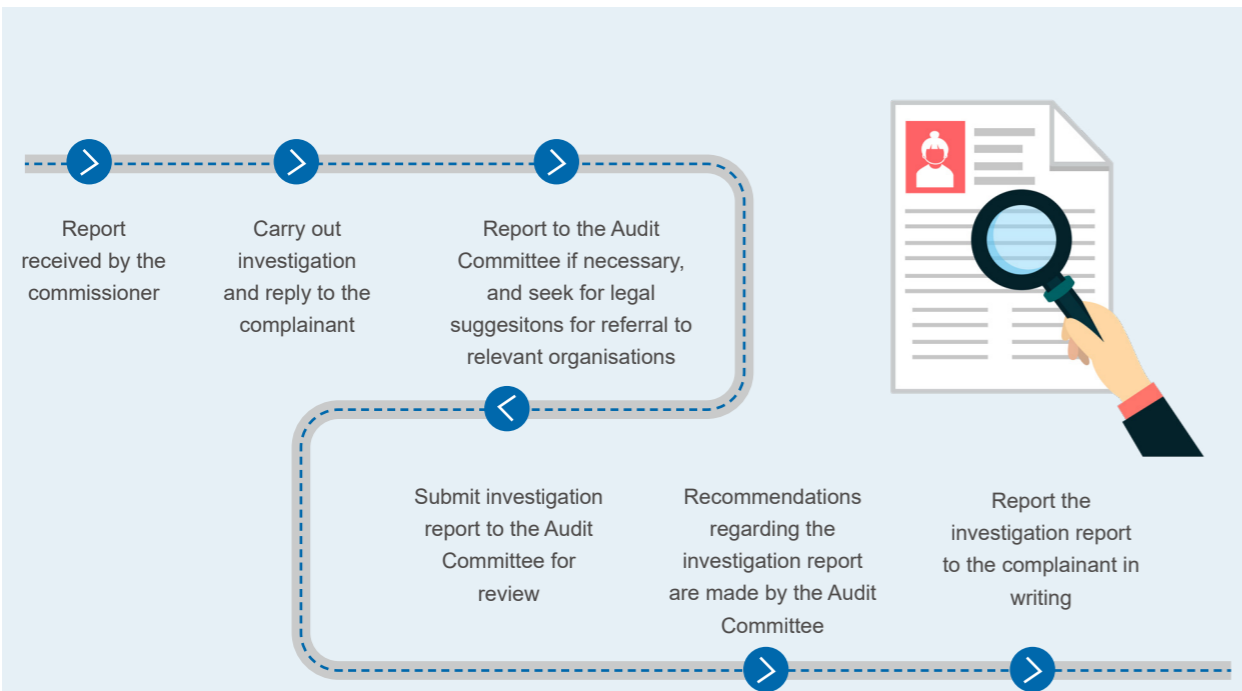 Report
received by the
commissioner
Carry out
investigation
and reply to the
complainant
Report to the Audit
Committee if necessary,
and seek for legal
suggesitons for referral to
relevant organisations
Submit investigation
report to the Audit
Committee for
review
Recommendations
regarding the
investigation report
are made by the Audit
Committee
Report the
investigation report
to the complainant in
writing